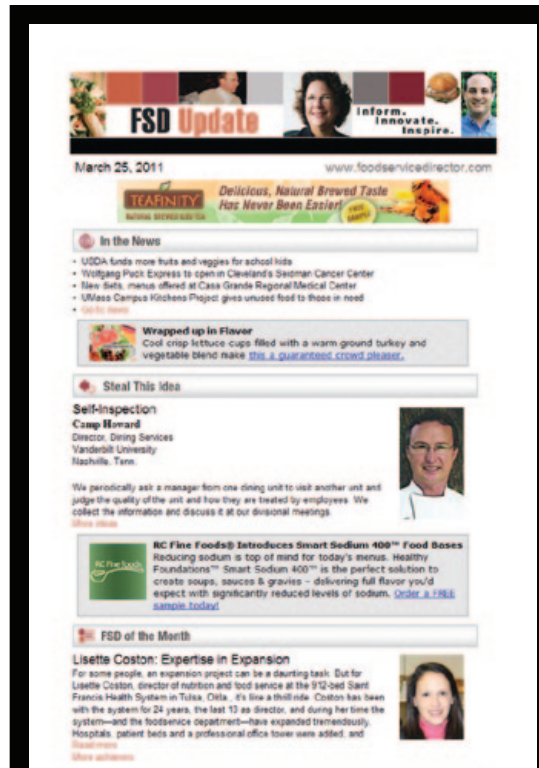 FSD Update
Inform.
Innovate.
Inspire.
March 25, 2011
www.foodservicedirector.com
TEAFINITY
NATURAL BREWED ICED TEA
Delicious, Natural Brewed Taste
Has Never Been Easier!
FREE
SAMPLE
In the News
• USDA funds more fruits and veggies for school kids
• Wolfgang Puck Express to open in Cleveland's Seidman Cancer Center
• New diets, menus offered at Casa Grande Regional Medical Center
• UMass Campus Kitchens Project gives unused food to those in need
• Go to news
Wrapped up in Flavor
Cool crisp lettuce cups filled with a warm ground turkey and
vegetable blend make this a guaranteed crowd pleaser.
Steal This Idea
Self-Inspection
Camp Howard
Director, Dining Services
Vanderbilt University
Nashville, Tenn.
We periodically ask a manager from one dining unit to visit another unit and
judge the quality of the unit and how they are treated by employees. We
collect the information and discuss it at our divisional meetings.
More ideas
RC Fine Foods
RC Fine Foods® Introduces Smart Sodium 400™ Food Bases
Reducing sodium is top of mind for today's menus. Healthy
Foundations™ Smart Sodium 400™ is the perfect solution to
create soups, sauces & gravies – delivering full flavor you'd
expect with significantly reduced levels of sodium. Order a FREE
sample today!
FSD of the Month
Lisette Coston: Expertise in Expansion
For some people, an expansion project can be a daunting task. But for
Lisette Coston, director of nutrition and food service at the 912-bed Saint
Francis Health System in Tulsa, Okla., it's like a thrill ride. Coston has been
with the system for 24 years, the last 13 as director, and during her time the
system—and the foodservice department—have expanded tremendously.
Hospitals, patient beds and a professional office tower were added, and
Read more
More achievers